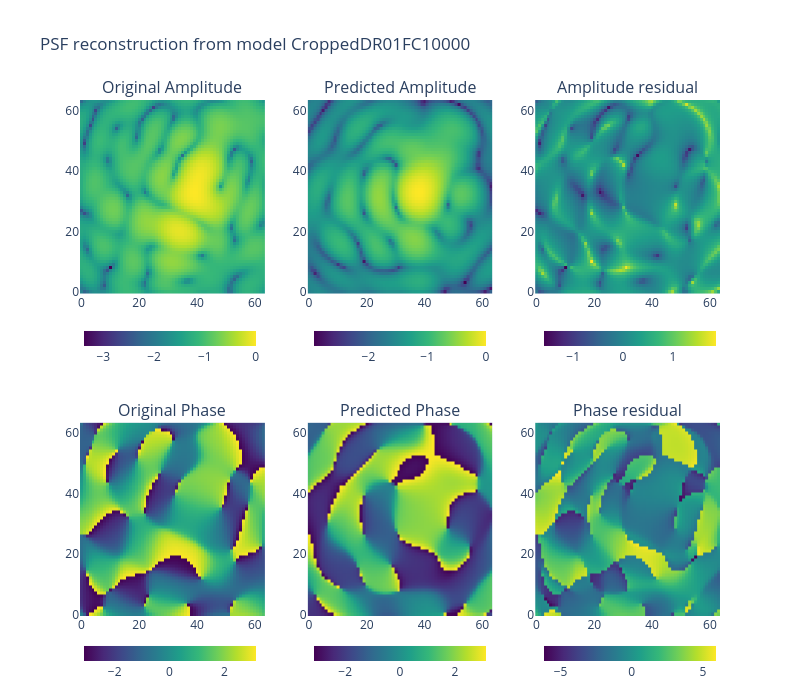 PSF reconstruction from model CroppedDR01FC10000
Original Amplitude
Predicted Amplitude
Amplitude residual
60
40
20
0
0 20 40 60
60
40
20
0
0 20 40 60
60
40
20
0
0 20 40 60
−3 −2 −1 0
−2 −1 0
−1 0 1
Original Phase
Predicted Phase
Phase residual
60
40
20
0
0 20 40 60
60
40
20
0
0 20 40 60
60
40
20
0
0 20 40 60
−2 0 2
−2 0 2
−5 0 5